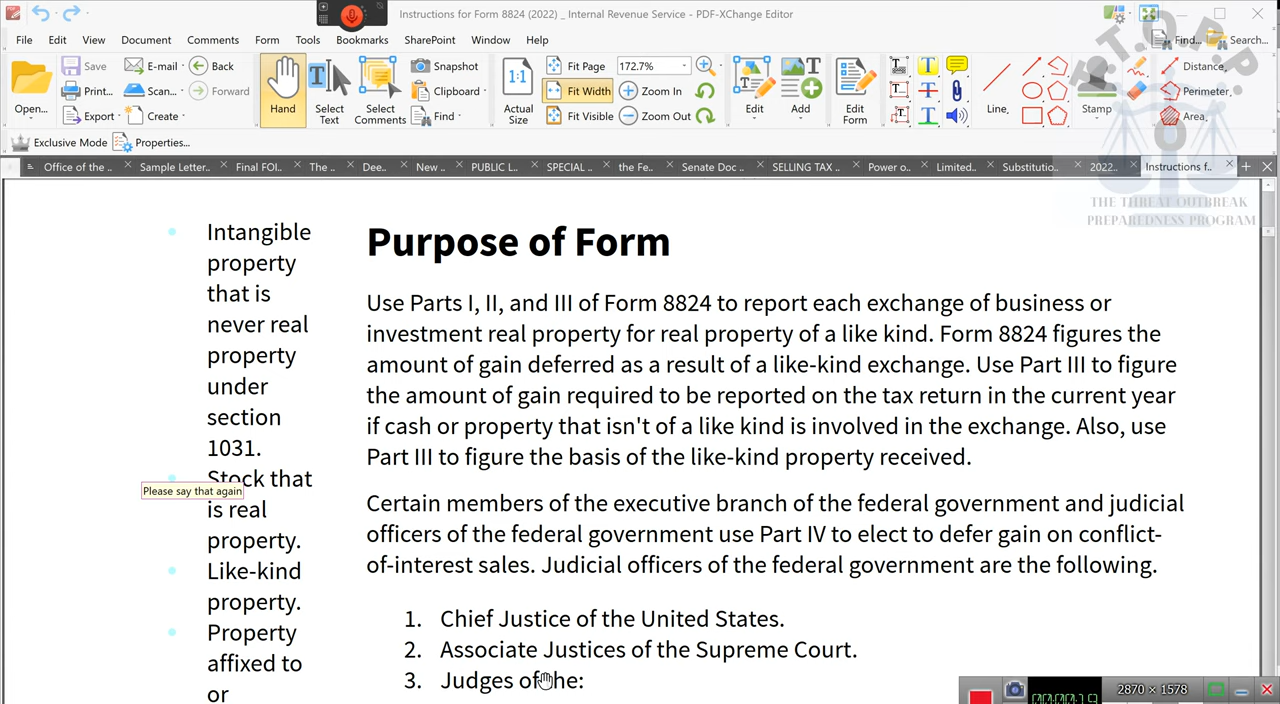 Instructions for Form 8824 (2022) _ Internal Revenue Service - PDF-XChange Editor
File Edit View Document Comments Form Tools Bookmarks SharePoint Window Help
Find... Search...
Open...
Save E-mail Back
Print... Forward
Export Create
Hand
Select Text
Select Comments
Snapshot
Clipboard
Find
1:1
Actual Size
Fit Page 172.7%
Fit Width Zoom In
Fit Visible Zoom Out
Edit
Add
Edit Form
Line,
Stamp
Distance,
Perimeter,
Area,
Exclusive Mode Properties...
Office of the .. Sample Letter.. Final FOI.. The .. Dee.. New .. PUBLIC L.. SPECIAL .. the Fe.. Senate Doc .. SELLING TAX .. Power o.. Limited.. Substitutio.. 2022.. Instructions f..
T.O.P.P
THE THREAT OUTBREAK
PREPAREDNESS PROGRAM
Intangible
property
that is
never real
property
under
section
1031.
Stock that
Please say that again
is real
property.
Like-kind
property.
Property
affixed to
or
Purpose of Form
Use Parts I, II, and III of Form 8824 to report each exchange of business or
investment real property for real property of a like kind. Form 8824 figures the
amount of gain deferred as a result of a like-kind exchange. Use Part III to figure
the amount of gain required to be reported on the tax return in the current year
if cash or property that isn't of a like kind is involved in the exchange. Also, use
Part III to figure the basis of the like-kind property received.
Certain members of the executive branch of the federal government and judicial
officers of the federal government use Part IV to elect to defer gain on conflict-
of-interest sales. Judicial officers of the federal government are the following.
1. Chief Justice of the United States.
2. Associate Justices of the Supreme Court.
3. Judges of the:
2870 × 1578